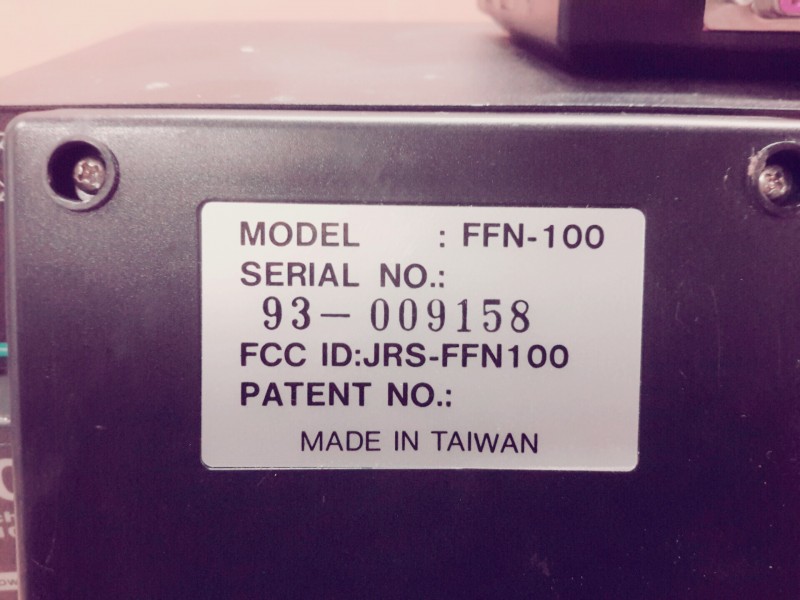 MODEL : FFN-100
SERIAL NO.:
93-009158
FCC ID:JRS-FFN100
PATENT NO.:
MADE IN TAIWAN